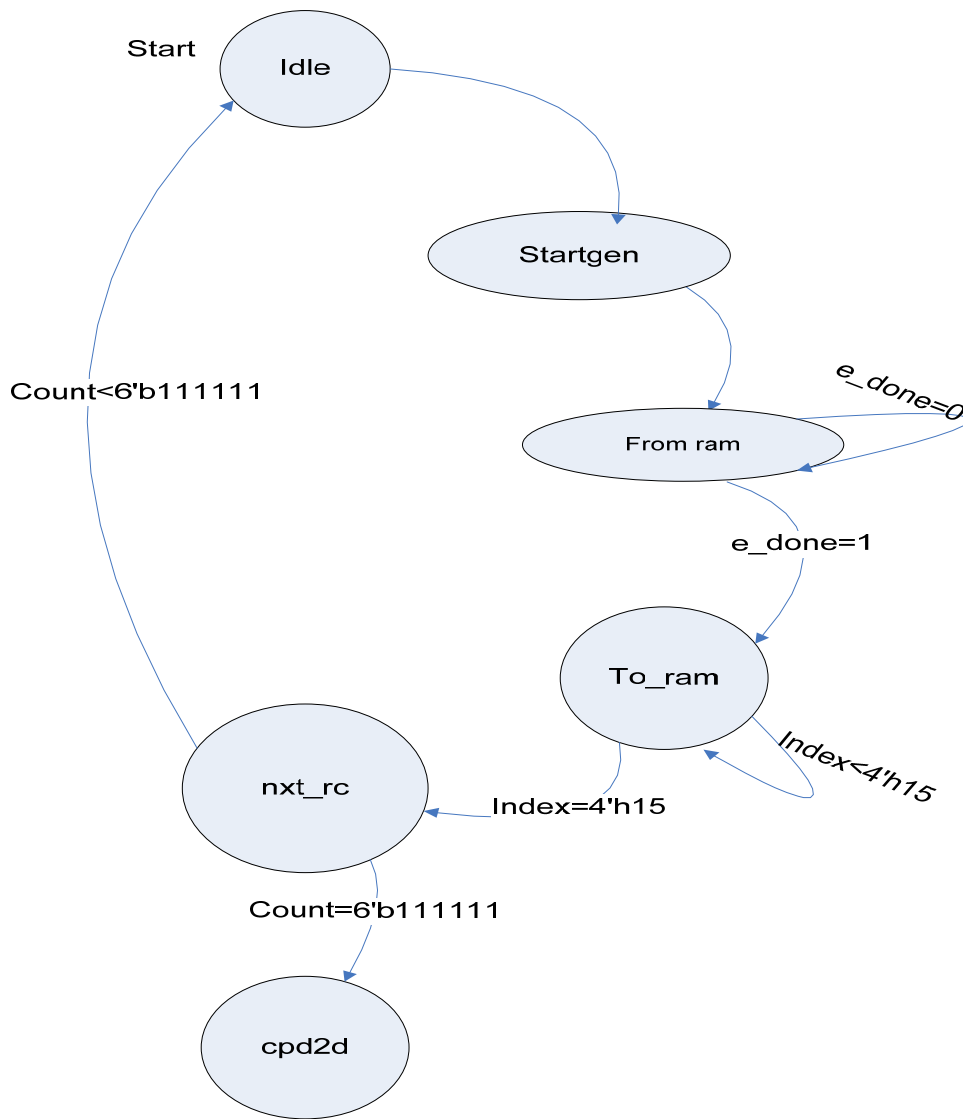 Start
Idle
Startgen
Count<6'b111111
e_done=0
From ram
e_done=1
To_ram
Index<4'h15
nxt_rc
Index=4'h15
Count=6'b111111
cpd2d